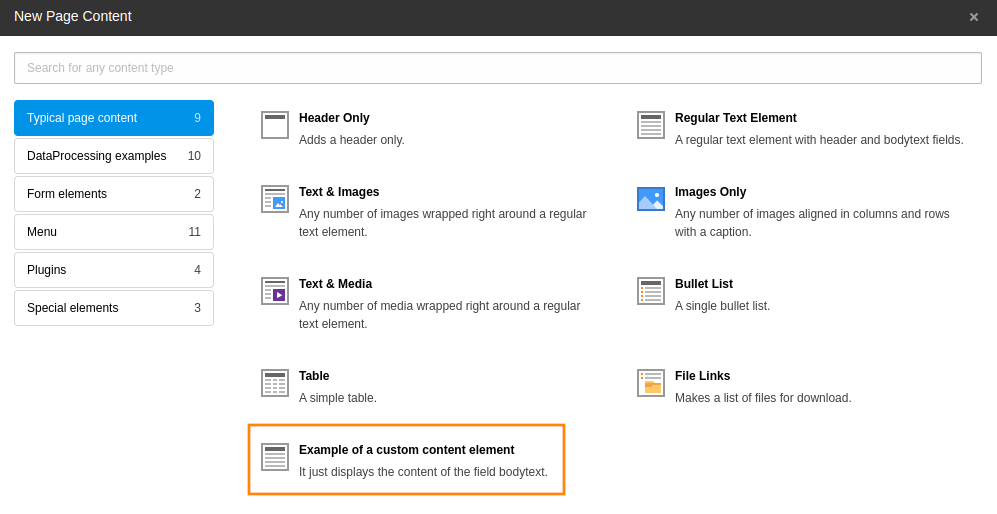 New Page Content
×
Search for any content type
Typical page content 9
DataProcessing examples 10
Form elements 2
Menu 11
Plugins 4
Special elements 3
Header Only
Adds a header only.
Regular Text Element
A regular text element with header and bodytext fields.
Text & Images
Any number of images wrapped right around a regular
text element.
Images Only
Any number of images aligned in columns and rows
with a caption.
Text & Media
Any number of media wrapped right around a regular
text element.
Bullet List
A single bullet list.
Table
A simple table.
File Links
Makes a list of files for download.
Example of a custom content element
It just displays the content of the field bodytext.